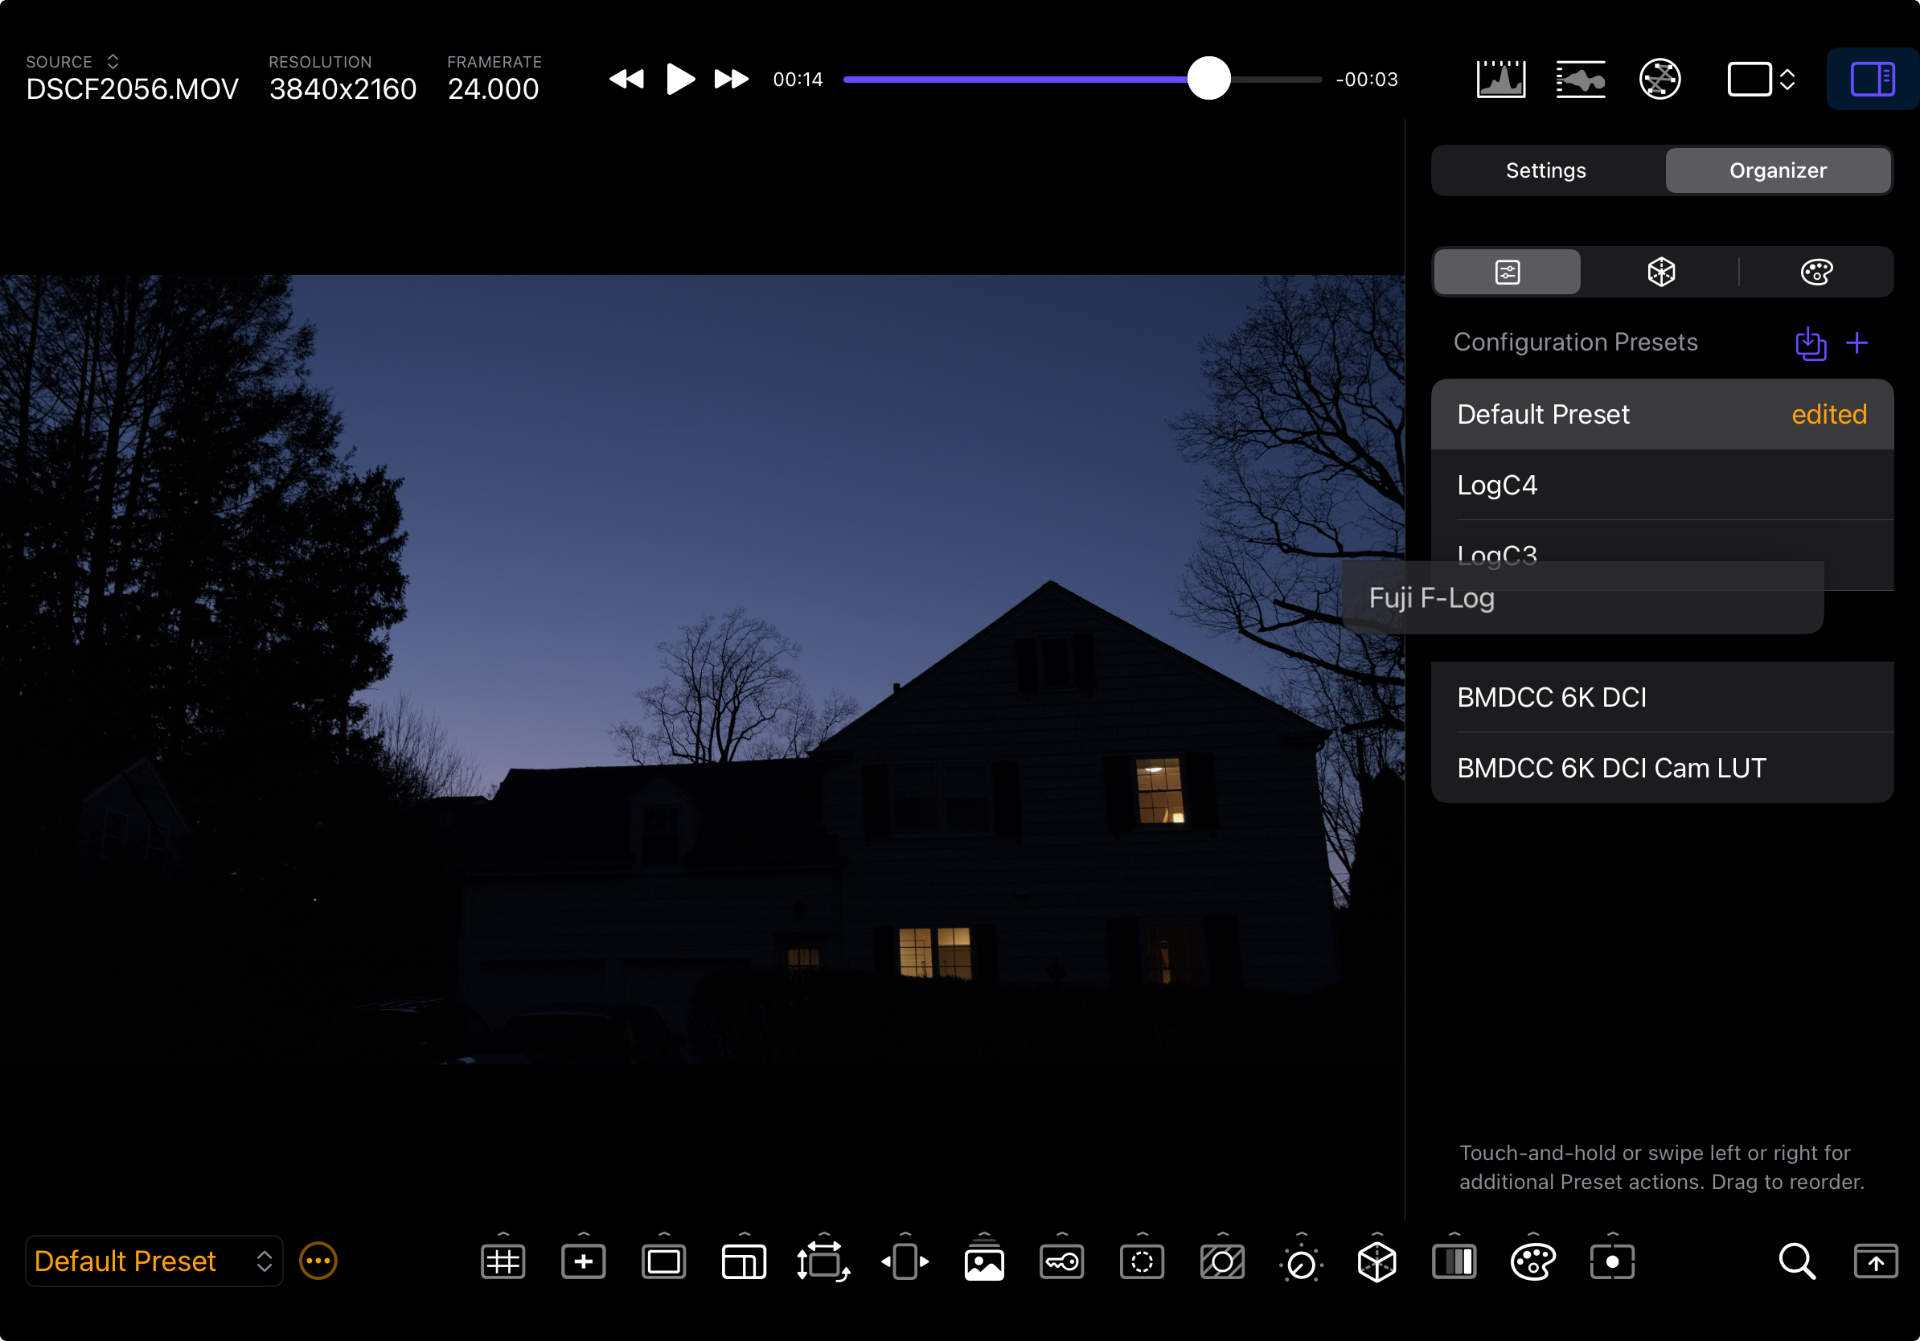 SOURCE
DSCF2056.MOV
RESOLUTION
3840x2160
FRAMERATE
24.000
00:14
-00:03
Settings
Organizer
Configuration Presets
Default Preset
edited
LogC4
LogC3
Fuji F-Log
BMDCC 6K DCI
BMDCC 6K DCI Cam LUT
Touch-and-hold or swipe left or right for
additional Preset actions. Drag to reorder.
Default Preset